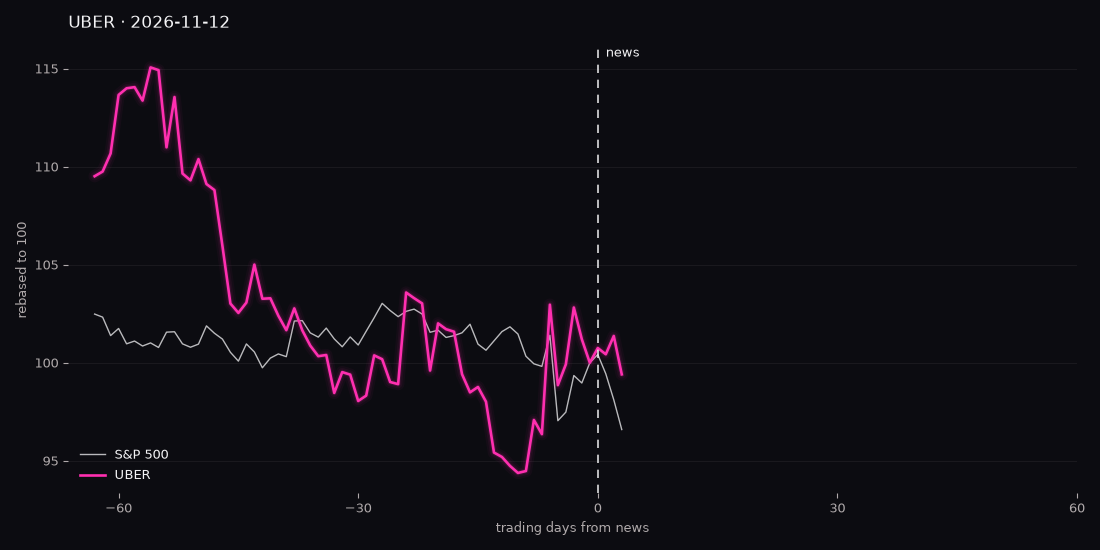 UBER · 2026-11-12
news
115
110
105
100
95
rebased to 100
S&P 500
UBER
−60
−30
0
30
60
trading days from news